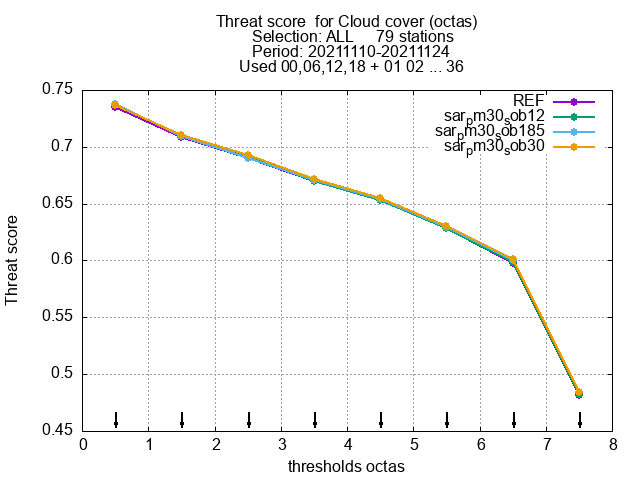 Threat score  for Cloud cover (octas)
Selection: ALL     79 stations
Period: 20211110-20211124
Used 00,06,12,18 + 01 02 ... 36
REF
sar_pm30_sob12
sar_pm30_sob185
sar_pm30_sob30
Threat score
0.75
0.7
0.65
0.6
0.55
0.5
0.45
0 1 2 3 4 5 6 7 8
thresholds octas